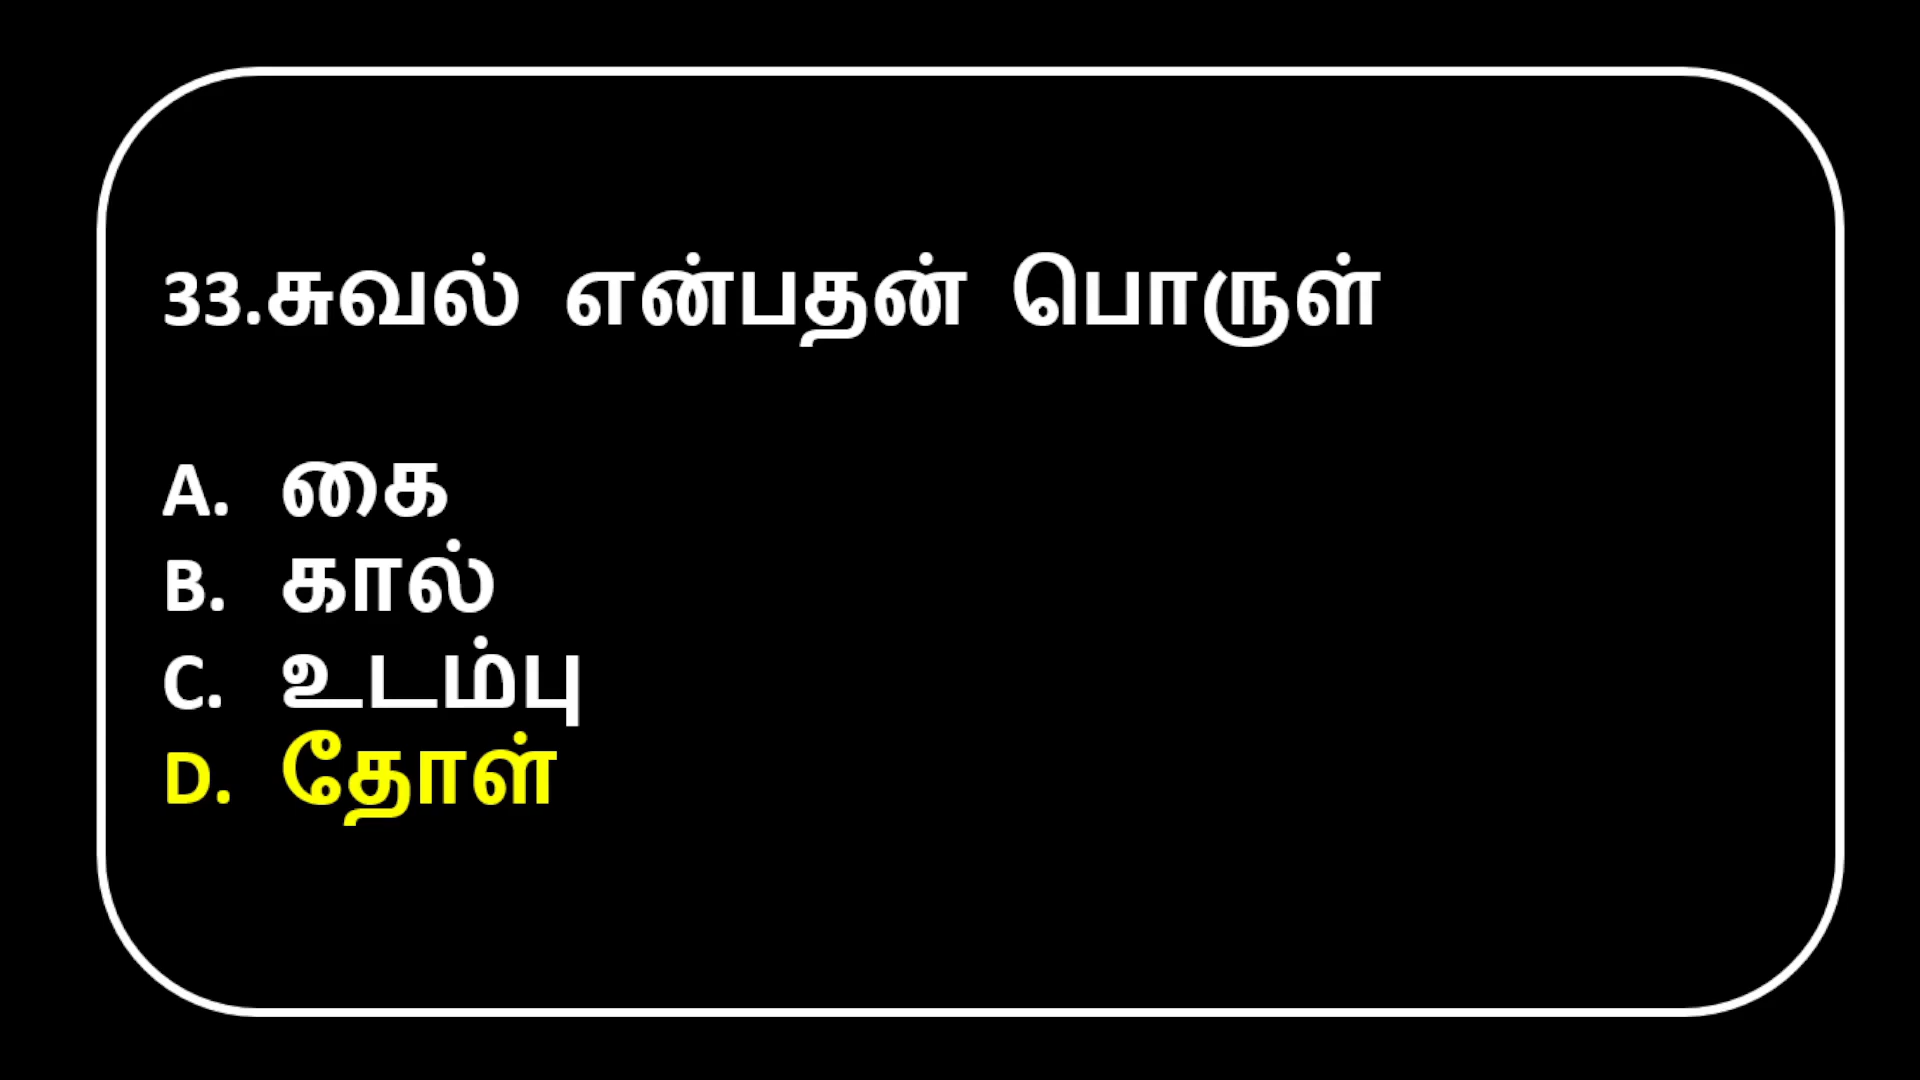 33.சுவல் என்பதன் பொருள்
A. கை
B. கால்
C. உடம்பு
D. தோள்